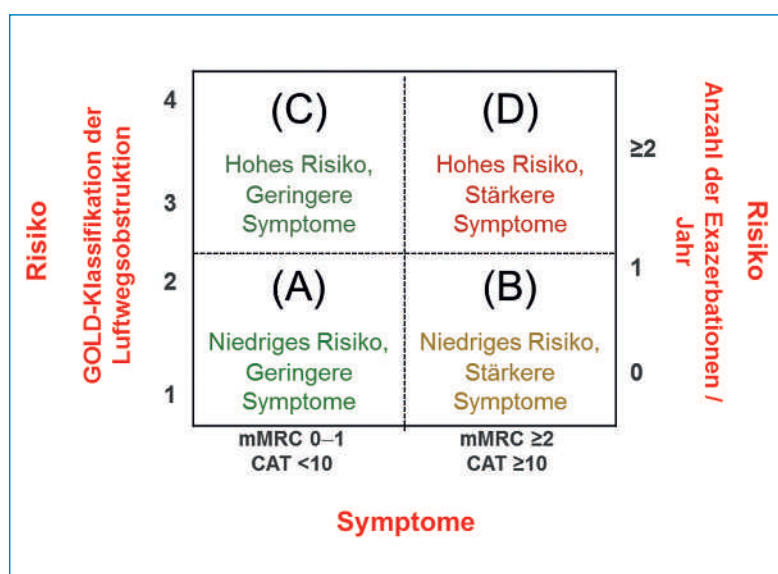 Risiko
GOLD-Klassifikation der
Luftwegsobstruktion
4
3
2
1
(C)
Hohes Risiko,
Geringere
Symptome
(D)
Hohes Risiko,
Stärkere
Symptome
(A)
Niedriges Risiko,
Geringere
Symptome
(B)
Niedriges Risiko,
Stärkere
Symptome
≥2
1
0
Anzahl der Exazerbationen /
Jahr
Risiko
mMRC 0–1
CAT <10
mMRC ≥2
CAT ≥10
Symptome